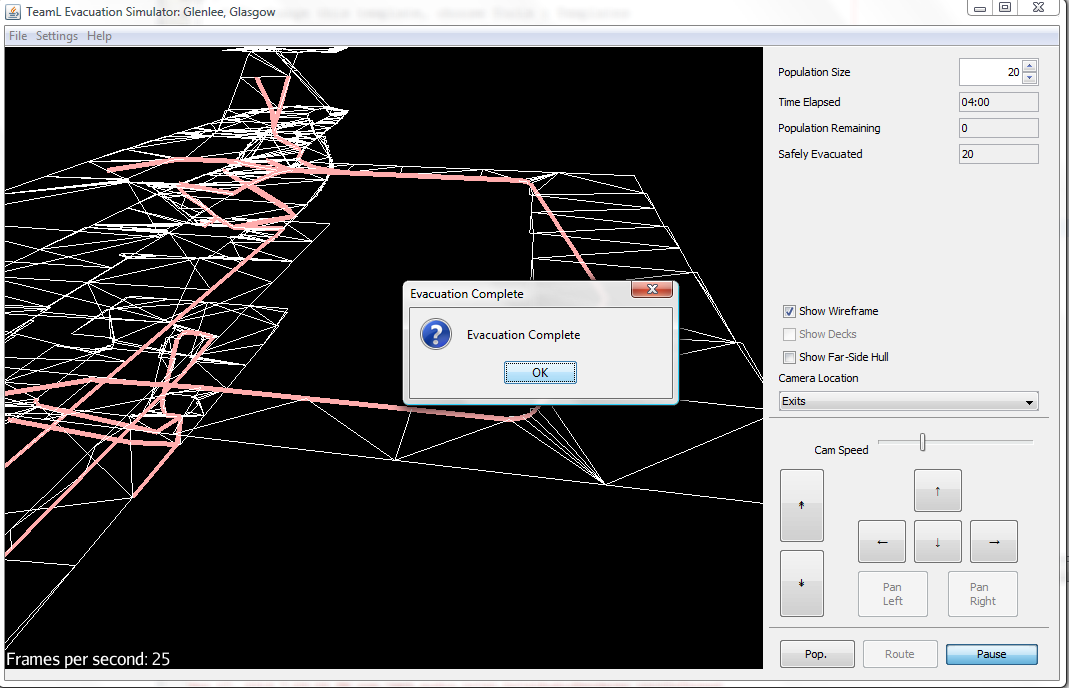 TeamL Evacuation Simulator: Glenlee, Glasgow
File Settings Help
Population Size 20
Time Elapsed 04:00
Population Remaining 0
Safely Evacuated 20
Evacuation Complete
Evacuation Complete
OK
Show Wireframe
Show Decks
Show Far-Side Hull
Camera Location
Exits
Cam Speed
↑
← ↓ →
Pan Left
Pan Right
Frames per second: 25
Pop. Route Pause